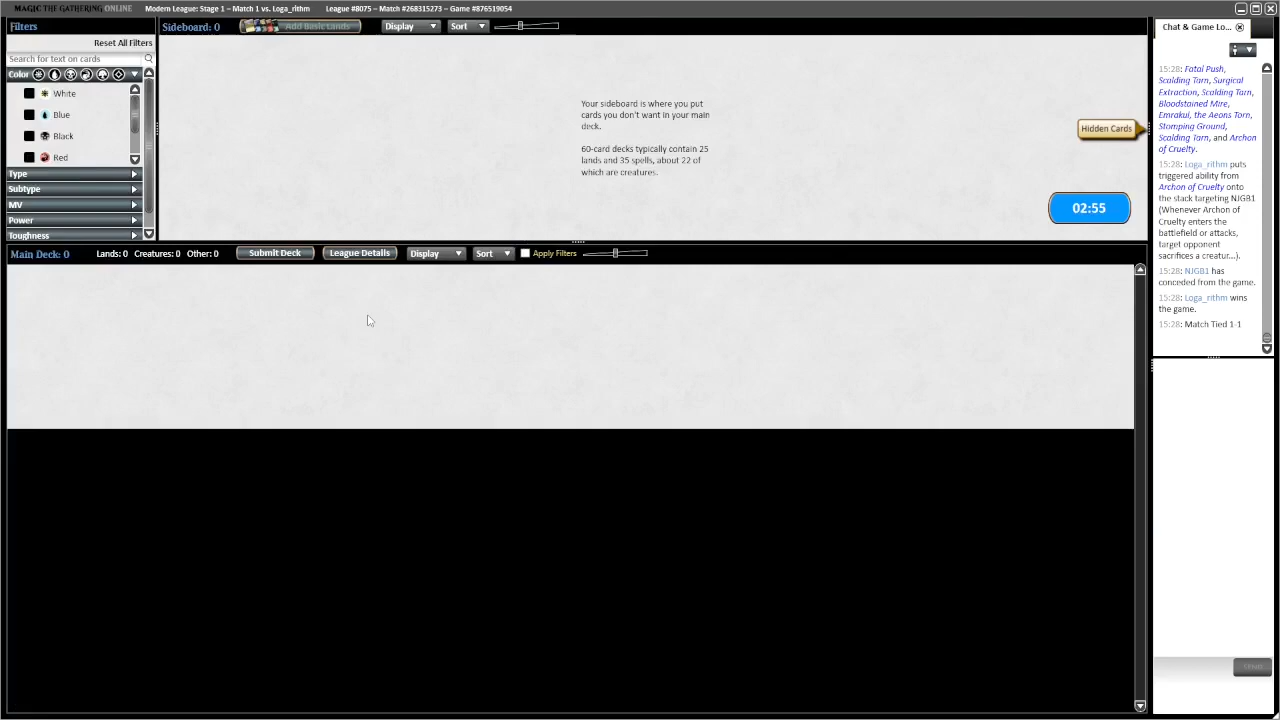 MAGIC THE GATHERING ONLINE Modern League: Stage 1 – Match 1 vs. Loga_rithm League #8075 – Match #268315273 – Game #876519054
Filters
Reset All Filters
Search for text on cards
Color
White
Blue
Black
Red
Type
Subtype
MV
Power
Toughness
Sideboard: 0 Add Basic Lands Display Sort
Your sideboard is where you put
cards you don't want in your main
deck.
60-card decks typically contain 25
lands and 35 spells, about 22 of
which are creatures.
Hidden Cards
02:55
Main Deck: 0 Lands: 0 Creatures: 0 Other: 0 Submit Deck League Details Display Sort Apply Filters
Chat & Game Lo...
15:28: Fatal Push,
Scalding Tarn, Surgical
Extraction, Scalding Tarn,
Bloodstained Mire,
Emrakul, the Aeons Torn,
Stomping Ground,
Scalding Tarn, and Archon
of Cruelty.
15:28: Loga_rithm puts
triggered ability from
Archon of Cruelty onto
the stack targeting NJGB1
(Whenever Archon of
Cruelty enters the
battlefield or attacks,
target opponent
sacrifices a creatur...).
15:28: NJGB1 has
conceded from the game.
15:28: Loga_rithm wins
the game.
15:28: Match Tied 1-1
SEND